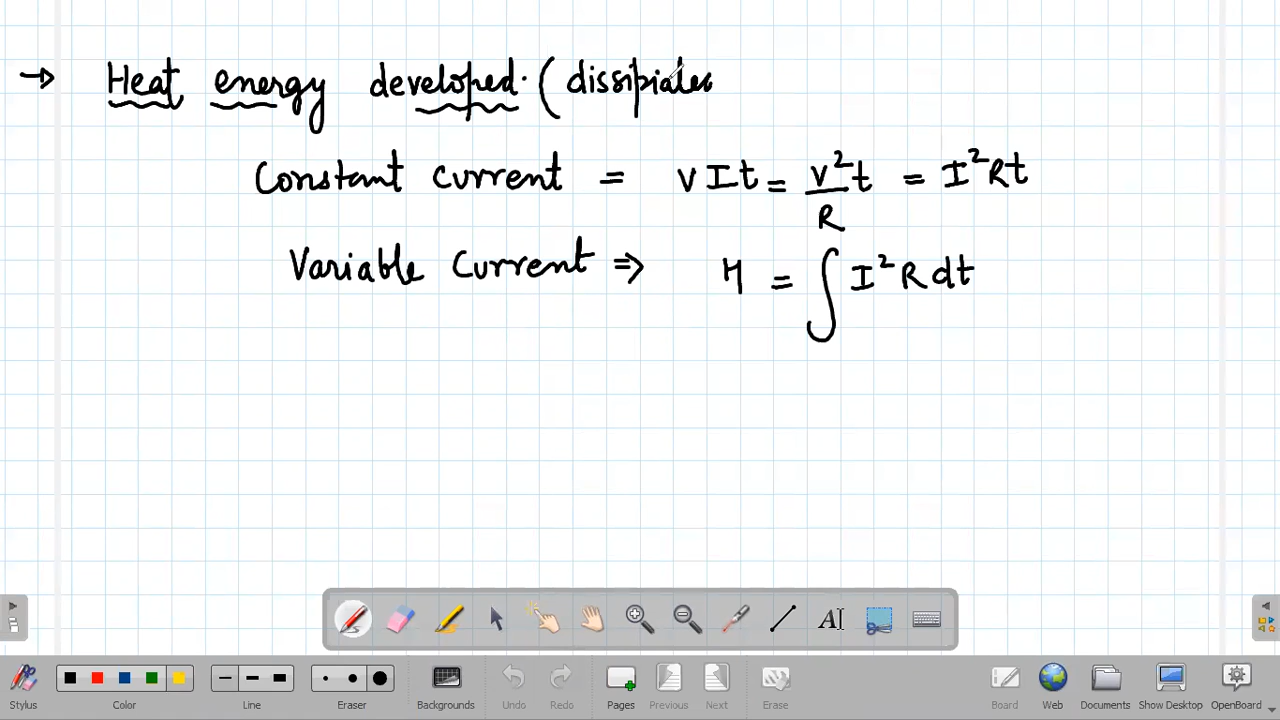 → Heat energy developed. (dissipiates
Constant current = VIt = V²t/R = I²Rt
Variable Current ⇒ H = ∫ I²R dt
Stylus Color Line Eraser Backgrounds Undo Redo Pages Previous Next Erase Board Web Documents Show Desktop OpenBoard